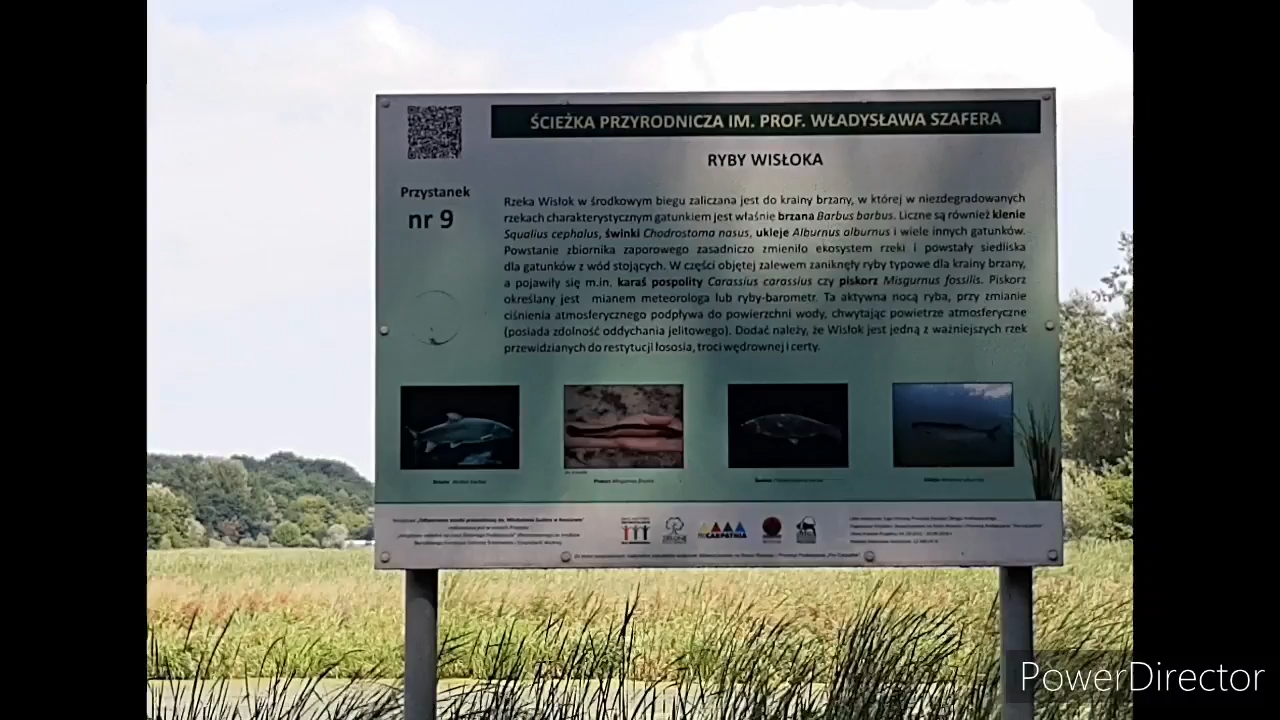 ŚCIEŻKA PRZYRODNICZA IM. PROF. WŁADYSŁAWA SZAFERA
RYBY WISŁOKA
Przystanek
nr 9
Rzeka Wisłok w środkowym biegu zaliczana jest do krainy brzany, w której w niezdegradowanych
rzekach charakterystycznym gatunkiem jest właśnie brzana Barbus barbus. Liczne są również klenie
Squalius cephalus, świnki Chodrostoma nasus, ukleje Alburnus alburnus i wiele innych gatunków.
Powstanie zbiornika zaporowego zasadniczo zmieniło ekosystem rzeki i powstały siedliska
dla gatunków z wód stojących. W części objętej zalewem zaniknęły ryby typowe dla krainy brzany,
a pojawiły się m.in. karaś pospolity Carassius carassius czy piskorz Misgurnus fossilis. Piskorz
określany jest mianem meteorologa lub ryby-barometr. Ta aktywna nocą ryba, przy zmianie
ciśnienia atmosferycznego podpływa do powierzchni wody, chwytając powietrze atmosferyczne
(posiada zdolność oddychania jelitowego). Dodać należy, że Wisłok jest jedną z ważniejszych rzek
przewidzianych do restytucji łososia, troci wędrownej i certy.
CARPATHIA
PowerDirector